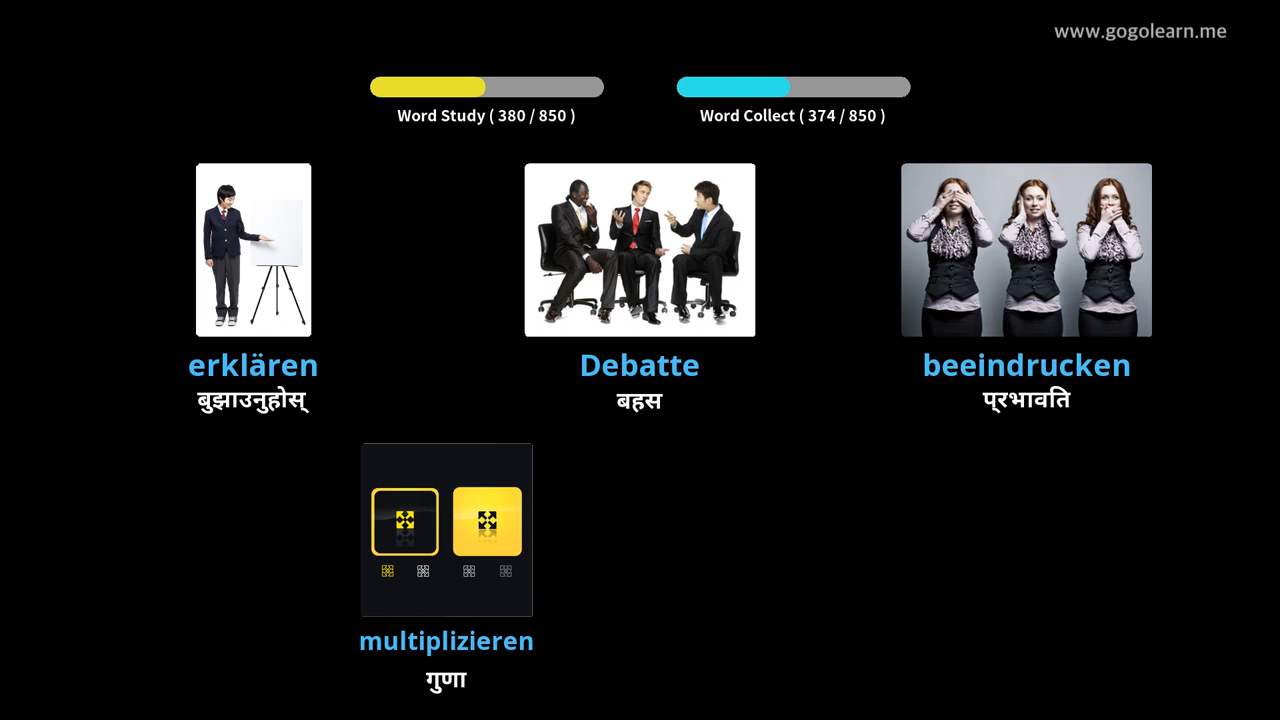 www.gogolearn.me
Word Study ( 380 / 850 )
Word Collect ( 374 / 850 )
erklären
बुझाउनुहोस्
Debatte
बहस
beeindrucken
प्रभावति
multiplizieren
गुणा